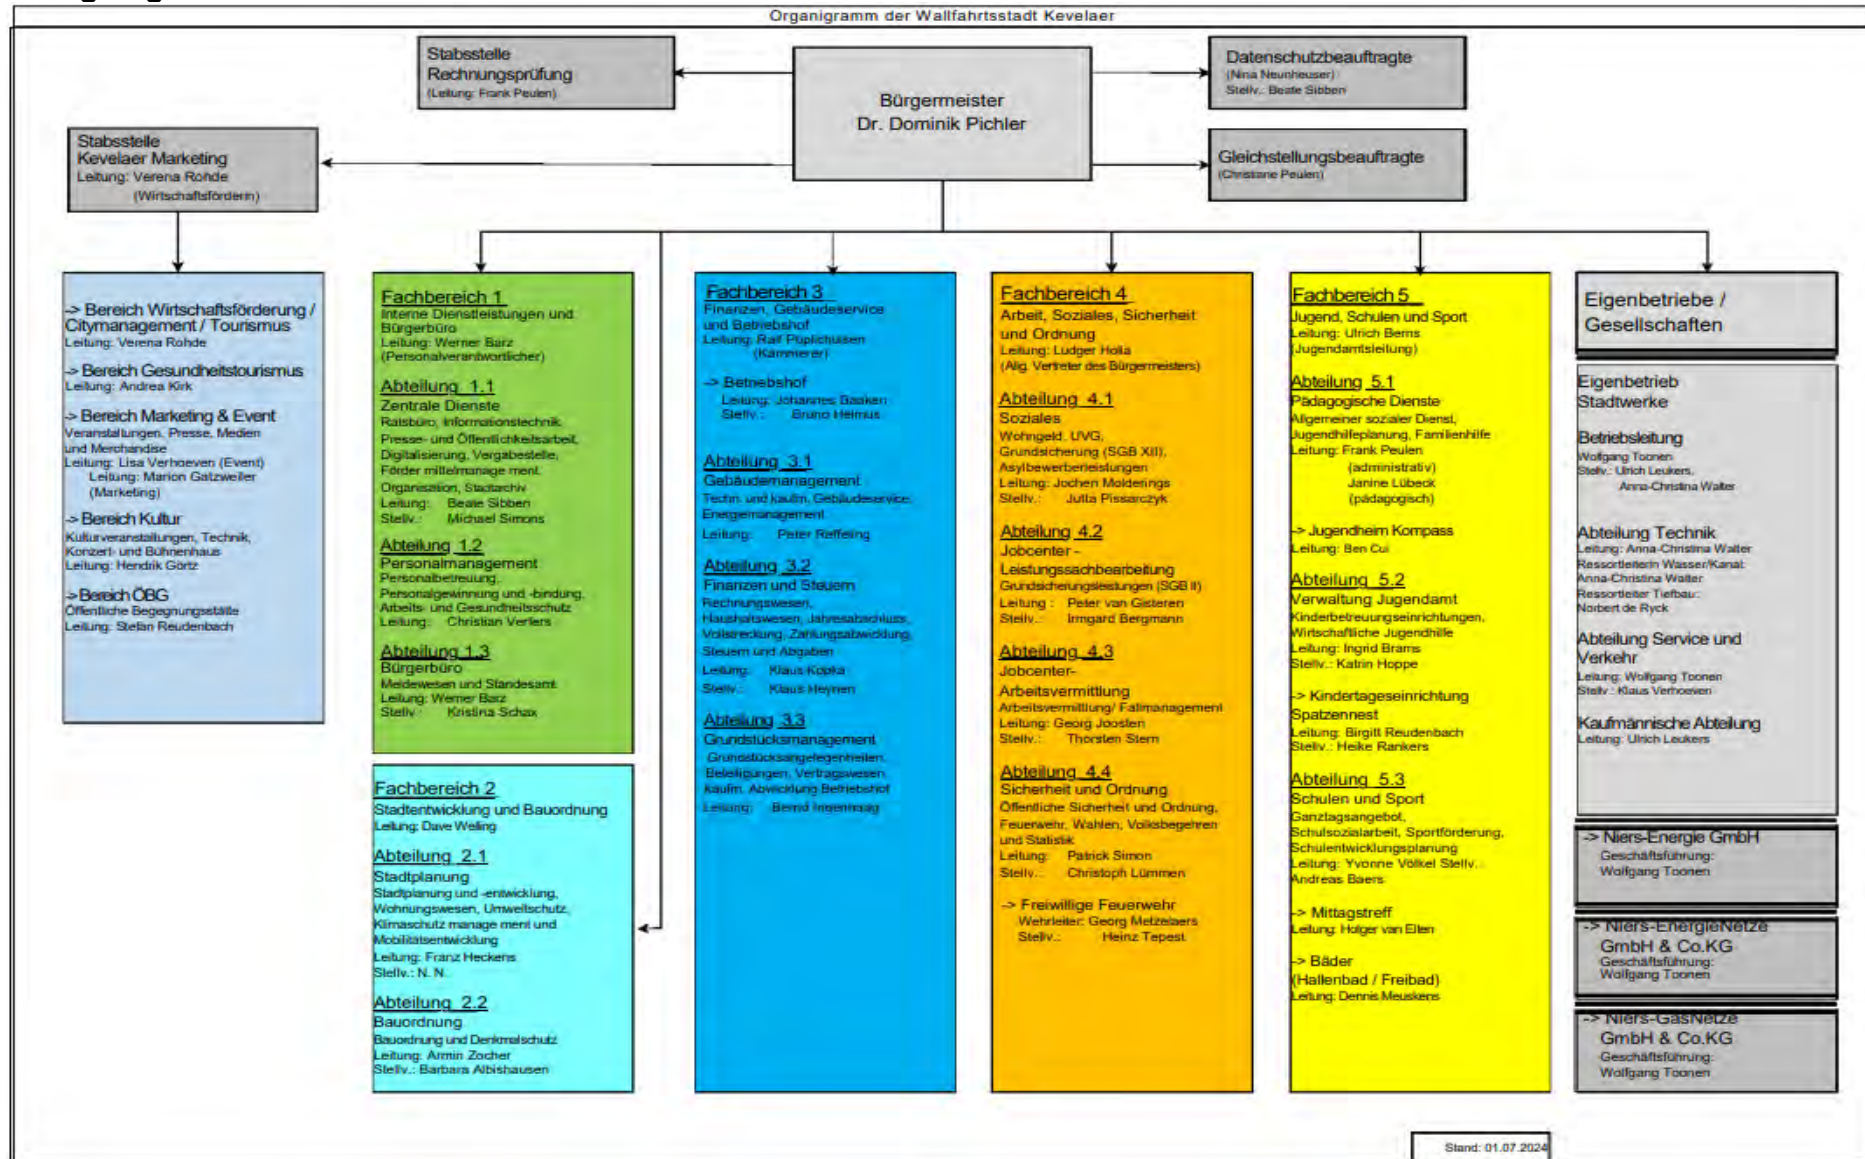 Organigramm der Wallfahrtsstadt Kevelaer
Stabsstelle
Rechnungsprüfung
(Leitung: Frank Peulen)
Bürgermeister
Dr. Dominik Pichler
Datenschutzbeauftragte
(Nina Neunheuser)
Stellv.: Beate Sibben
Stabsstelle
Kevelaer Marketing
Leitung: Verena Rohde
(Wirtschaftsförderin)
Gleichstellungsbeauftragte
(Christiane Peulen)
-> Bereich Wirtschaftsförderung /
Citymanagement / Tourismus
Leitung: Verena Rohde
-> Bereich Gesundheitstourismus
Leitung: Andrea Kirk
-> Bereich Marketing & Event
Veranstaltungen, Presse, Medien
und Merchandise
Leitung: Lisa Verhoeven (Event)
Leitung: Marion Gatzweiler
(Marketing)
-> Bereich Kultur
Kulturveranstaltungen, Technik,
Konzert- und Bühnenhaus
Leitung: Hendrik Görtz
->Bereich ÖBG
Öffentliche Begegnungsstätte
Leitung: Stefan Reudenbach
Fachbereich 1
Interne Dienstleistungen und
Bürgerbüro
Leitung: Werner Barz
(Personalverantwortlicher)
Abteilung 1.1
Zentrale Dienste
Ratsbüro, Informationstechnik,
Presse- und Öffentlichkeitsarbeit,
Digitalisierung, Vergabestelle,
Förder mittelmanage ment,
Organisation, Stadtarchiv
Leitung: Beate Sibben
Stellv.: Michael Simons
Abteilung 1.2
Personalmanagement
Personalbetreuung,
Personalgewinnung und -bindung,
Arbeits- und Gesundheitsschutz
Leitung: Christian Verfers
Abteilung 1.3
Bürgerbüro
Meldewesen und Standesamt
Leitung: Werner Barz
Stellv.: Kristina Schax
Fachbereich 2
Stadtentwicklung und Bauordnung
Leitung: Dave Welling
Abteilung 2.1
Stadtplanung
Stadtplanung und -entwicklung,
Wohnungswesen, Umweltschutz,
Klimaschutz manage ment und
Mobilitätsentwicklung
Leitung: Franz Heckens
Stellv.: N. N.
Abteilung 2.2
Bauordnung
Bauordnung und Denkmalschutz
Leitung: Armin Zocher
Stellv.: Barbara Albishausen
Fachbereich 3
Finanzen, Gebäudeservice
und Betriebshof
Leitung: Ralf Püplichuisen
(Kämmerer)
-> Betriebshof
Leitung: Johannes Baaken
Stellv.: Bruno Helmus
Abteilung 3.1
Gebäudemanagement
Techn. und kaufm. Gebäudeservice,
Energiemanagement
Leitung: Peter Reffeling
Abteilung 3.2
Finanzen und Steuern
Rechnungswesen,
Haushaltswesen, Jahresabschluss,
Vollstreckung, Zahlungsabwicklung,
Steuern und Abgaben
Leitung: Klaus Kopka
Stellv.: Klaus Heynen
Abteilung 3.3
Grundstücksmanagement
Grundstücksangelegenheiten,
Beteiligungen, Vertragswesen
kaufm. Abwicklung Betriebshof
Leitung: Bernd Ingenhaag
Fachbereich 4
Arbeit, Soziales, Sicherheit
und Ordnung
Leitung: Ludger Holla
(Allg. Vertreter des Bürgermeisters)
Abteilung 4.1
Soziales
Wohngeld, UVG,
Grundsicherung (SGB XII),
Asylbewerberleistungen
Leitung: Jochen Molderings
Stellv.: Jutta Pissarczyk
Abteilung 4.2
Jobcenter -
Leistungssachbearbeitung
Grundsicherungsleistungen (SGB II)
Leitung : Peter van Gisteren
Stellv.: Irmgard Bergmann
Abteilung 4.3
Jobcenter-
Arbeitsvermittlung
Arbeitsvermittlung/ Fallmanagement
Leitung: Georg Joosten
Stellv.: Thorsten Stern
Abteilung 4.4
Sicherheit und Ordnung
Öffentliche Sicherheit und Ordnung,
Feuerwehr, Wahlen, Volksbegehren
und Statistik
Leitung: Patrick Simon
Stellv.: Christoph Lümmen
-> Freiwillige Feuerwehr
Wehrleiter: Georg Metzelaers
Stellv.: Heinz Tepest
Fachbereich 5
Jugend, Schulen und Sport
Leitung: Ulrich Berns
(Jugendamtsleitung)
Abteilung 5.1
Pädagogische Dienste
Allgemeiner sozialer Dienst,
Jugendhilfeplanung, Familienhilfe
Leitung: Frank Peulen
(administrativ)
Janine Lübeck
(pädagogisch)
-> Jugendheim Kompass
Leitung: Ben Cui
Abteilung 5.2
Verwaltung Jugendamt
Kinderbetreuungseinrichtungen,
Wirtschaftliche Jugendhilfe
Leitung: Ingrid Brams
Stellv.: Katrin Hoppe
-> Kindertageseinrichtung
Spatzennest
Leitung: Birgitt Reudenbach
Stellv.: Heike Rankers
Abteilung 5.3
Schulen und Sport
Ganztagsangebot,
Schulsozialarbeit, Sportförderung,
Schulentwicklungsplanung
Leitung: Yvonne Völkel Stellv.:
Andreas Baers
-> Mittagstreff
Leitung: Holger van Ellen
-> Bäder
(Hallenbad / Freibad)
Leitung: Dennis Meuskens
Eigenbetriebe /
Gesellschaften
Eigenbetrieb
Stadtwerke
Betriebsleitung
Wolfgang Toonen
Stellv.: Ulrich Leukers,
Anna-Christina Walter
Abteilung Technik
Leitung: Anna-Christina Walter
Ressortleiterin Wasser/Kanal:
Anna-Christina Walter
Ressortleiter Tiefbau:
Norbert de Ryck
Abteilung Service und
Verkehr
Leitung: Wolfgang Toonen
Stellv.: Klaus Verhoeven
Kaufmännische Abteilung
Leitung: Ulrich Leukers
-> Niers-Energie GmbH
Geschäftsführung:
Wolfgang Toonen
-> Niers-EnergieNetze
GmbH & Co.KG
Geschäftsführung:
Wolfgang Toonen
-> Niers-GasNetze
GmbH & Co.KG
Geschäftsführung:
Wolfgang Toonen
Stand: 01.07.2024